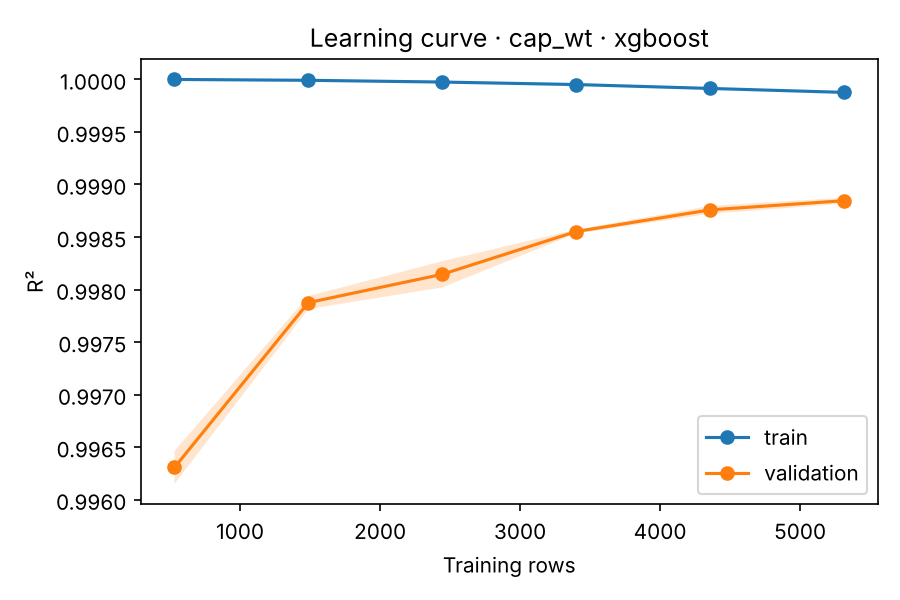 Learning curve · cap_wt · xgboost
1.0000
0.9995
0.9990
0.9985
0.9980
0.9975
0.9970
0.9965
0.9960
R²
1000
2000
3000
4000
5000
Training rows
train
validation